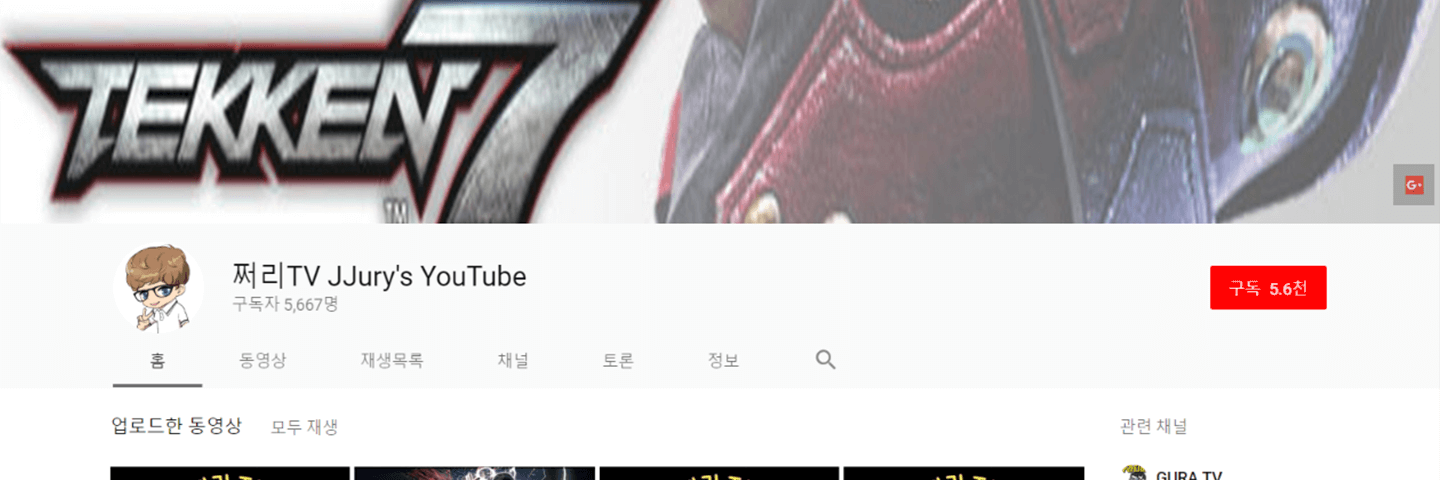 TEKKEN 7
TM
G+
쩌리TV JJury's YouTube
구독자 5,667명
구독 5.6천
홈 동영상 재생목록 채널 토론 정보
업로드한 동영상 모두 재생
관련 채널
GURA TV